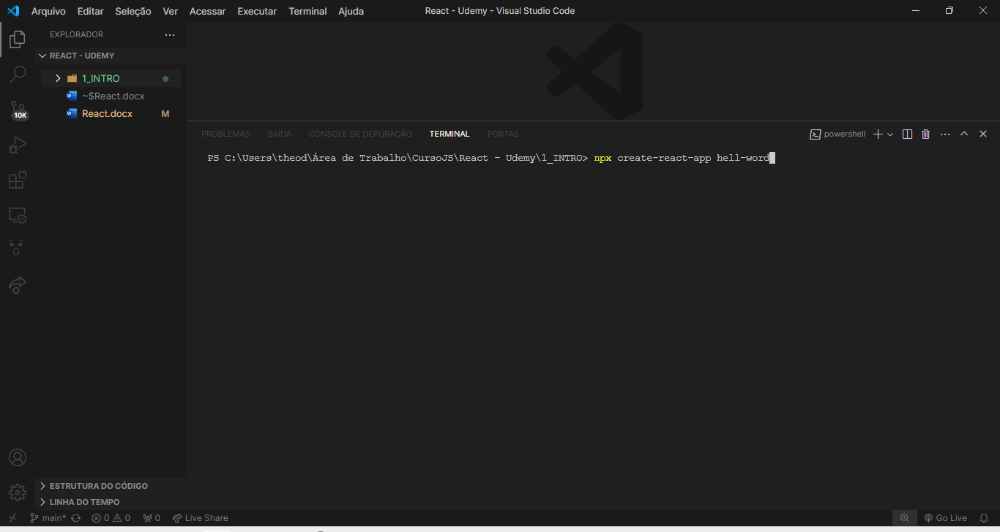 Arquivo Editar Seleção Ver Acessar Executar Terminal Ajuda React - Udemy - Visual Studio Code
EXPLORADOR
REACT - UDEMY
1_INTRO
~$React.docx
React.docx M
10K
PROBLEMAS SAÍDA CONSOLE DE DEPURAÇÃO TERMINAL PORTAS powershell
PS C:\Users\theod\Área de Trabalho\CursoJS\React - Udemy\1_INTRO> npx create-react-app hell-word
ESTRUTURA DO CÓDIGO
LINHA DO TEMPO
main* 0 0 0 Live Share Go Live